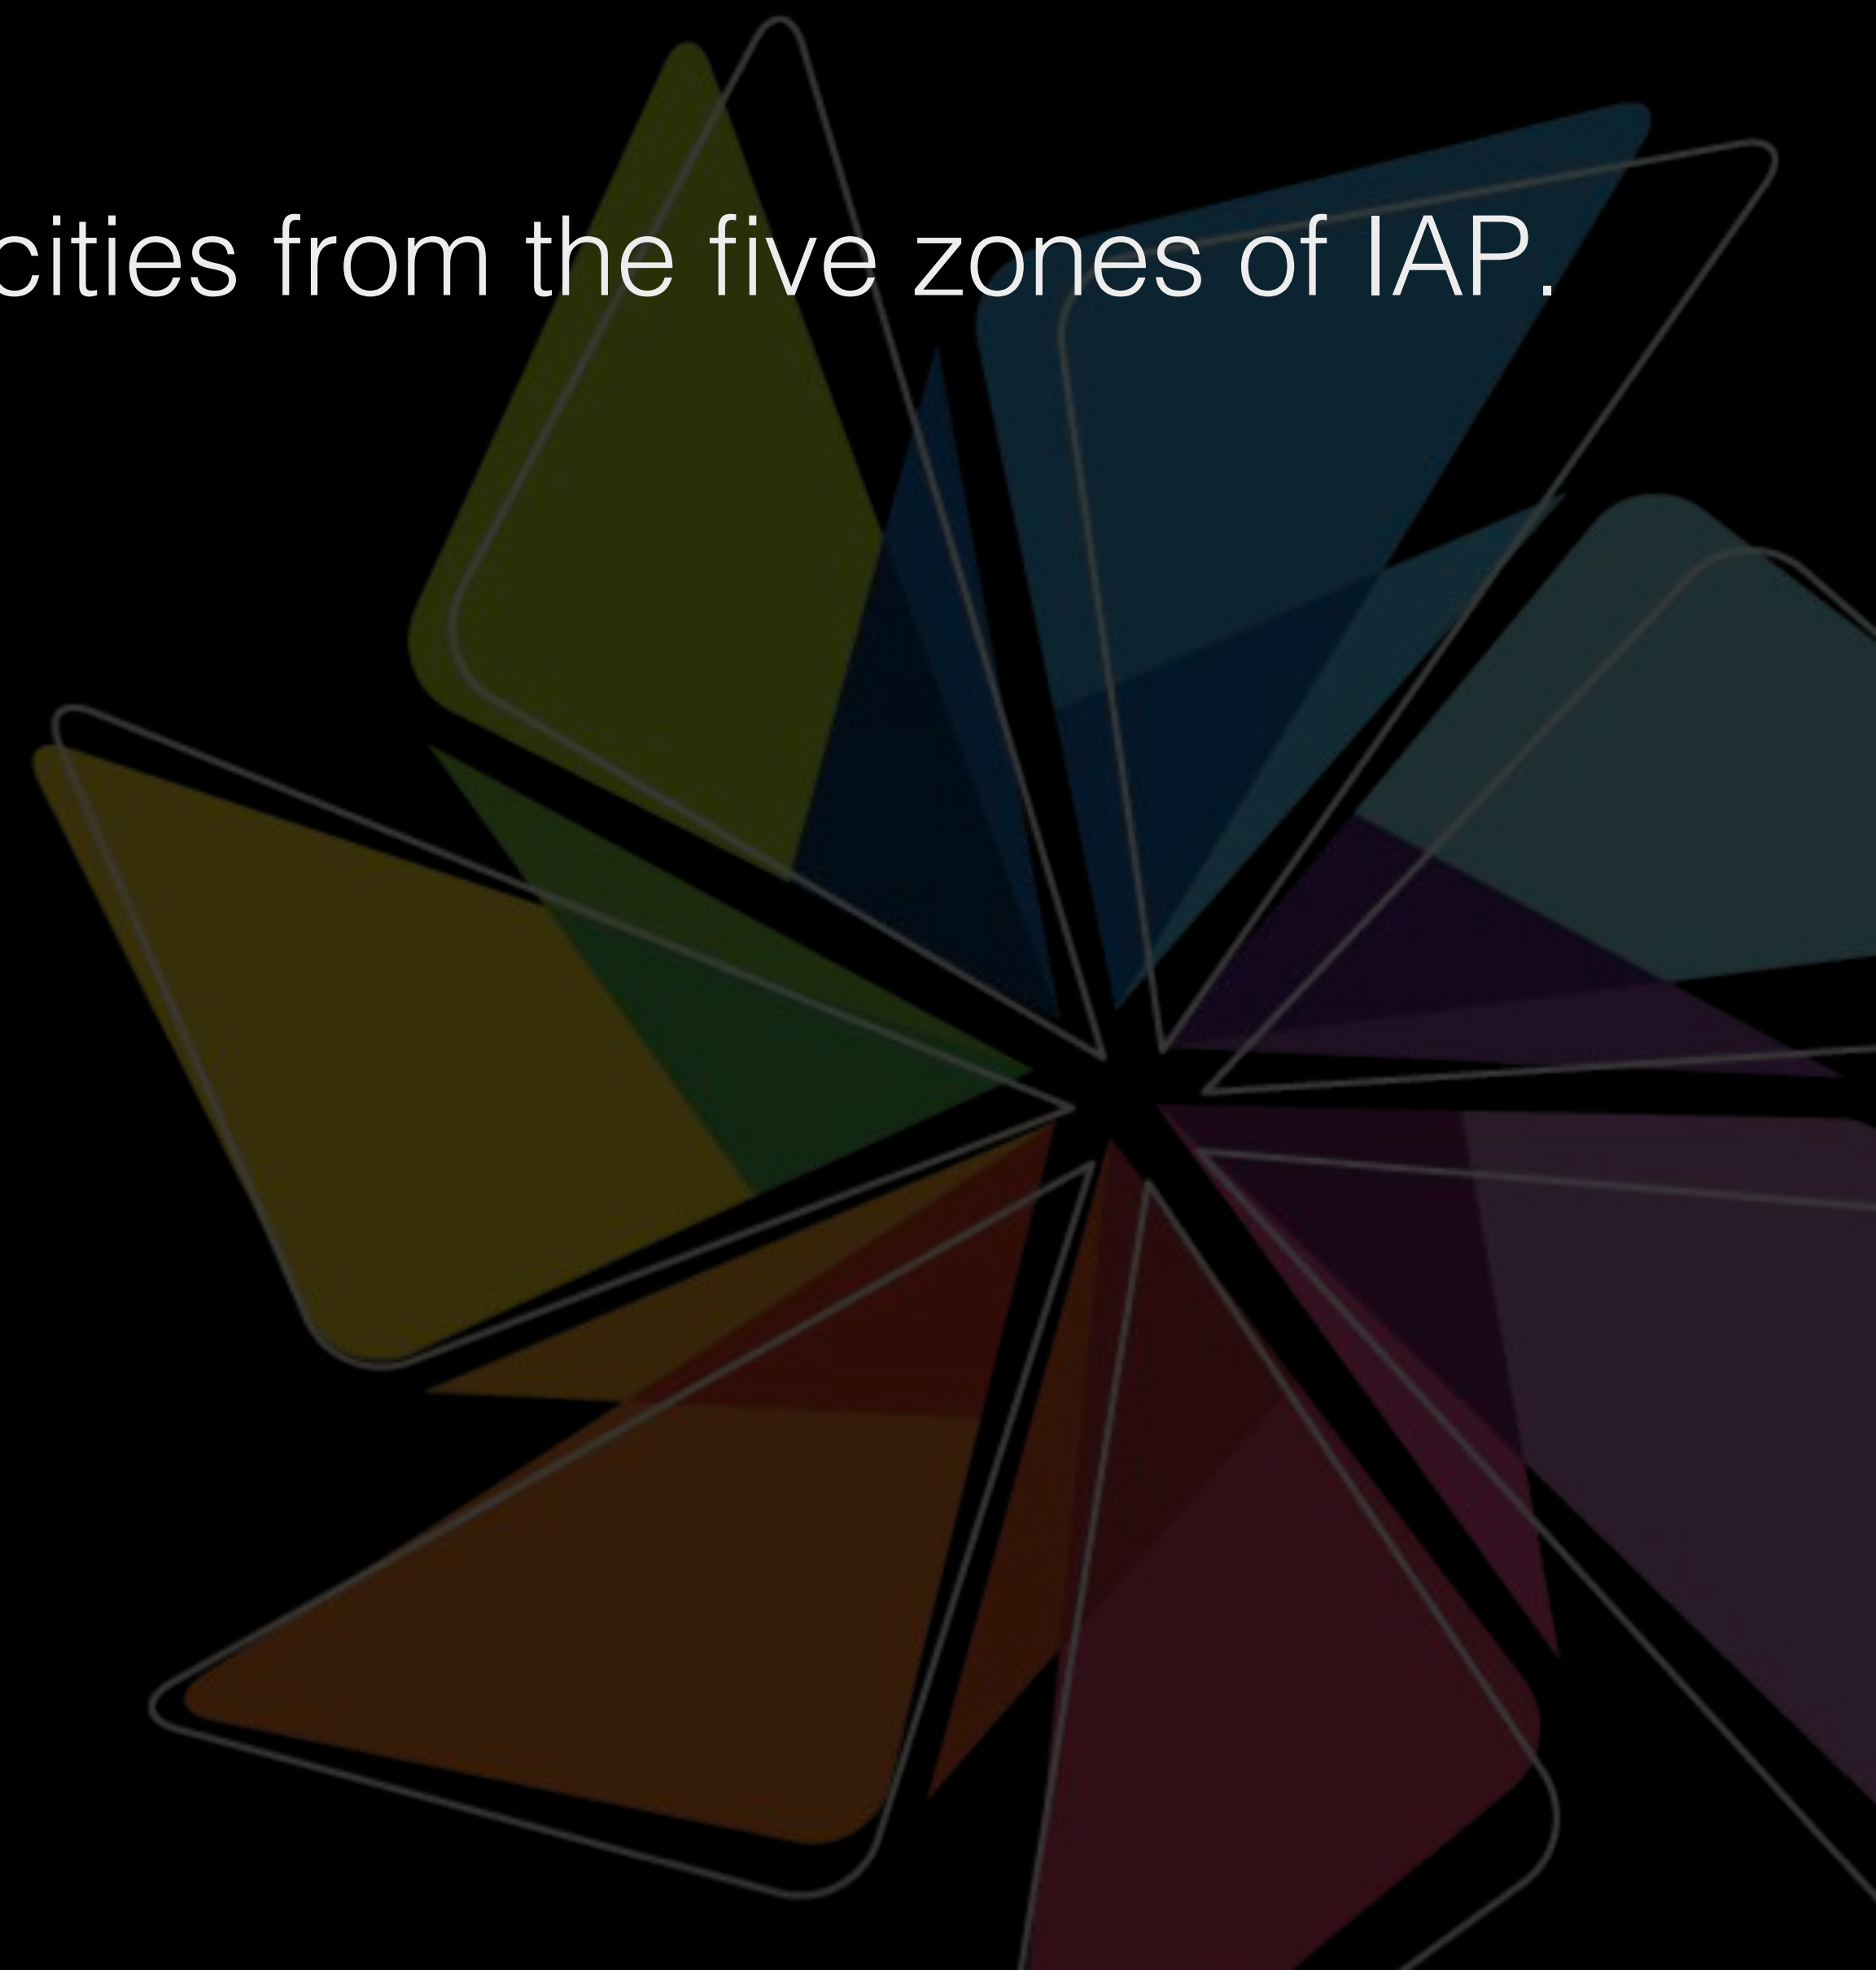 cities from the five zones of IAP .